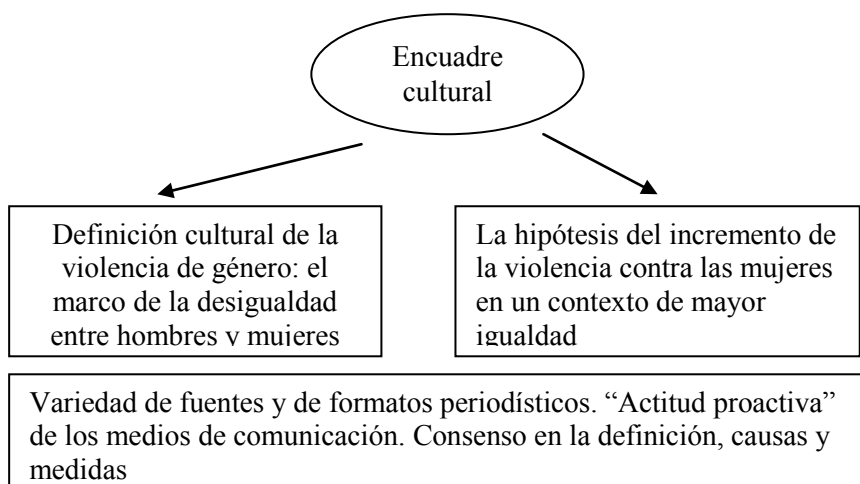 Encuadre
cultural
Definición cultural de la
violencia de género: el
marco de la desigualdad
entre hombres y mujeres
La hipótesis del incremento de
la violencia contra las mujeres
en un contexto de mayor
igualdad
Variedad de fuentes y de formatos periodísticos. “Actitud proactiva”
de los medios de comunicación. Consenso en la definición, causas y
medidas